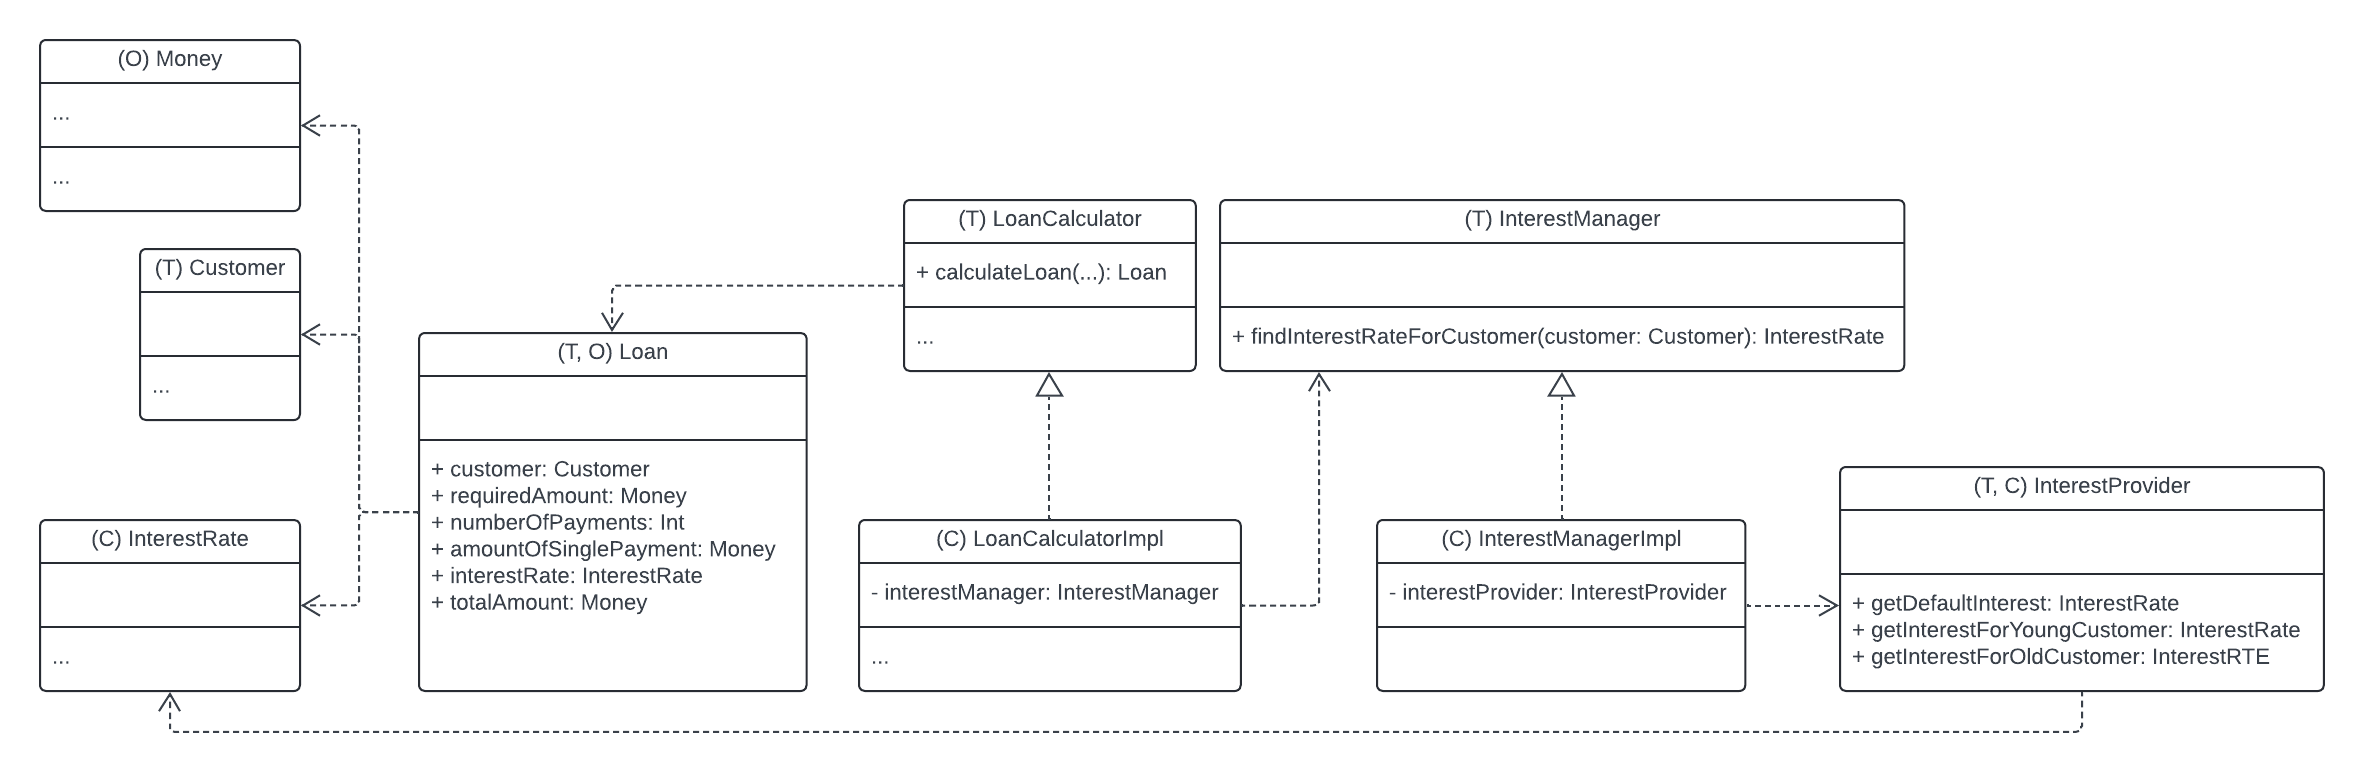 (O) Money
...
...
(T) Customer
...
(C) InterestRate
...
(T, O) Loan
+ customer: Customer
+ requiredAmount: Money
+ numberOfPayments: Int
+ amountOfSinglePayment: Money
+ interestRate: InterestRate
+ totalAmount: Money
(T) LoanCalculator
+ calculateLoan(...): Loan
...
(T) InterestManager
+ findInterestRateForCustomer(customer: Customer): InterestRate
(C) LoanCalculatorImpl
- interestManager: InterestManager
...
(C) InterestManagerImpl
- interestProvider: InterestProvider
(T, C) InterestProvider
+ getDefaultInterest: InterestRate
+ getInterestForYoungCustomer: InterestRate
+ getInterestForOldCustomer: InterestRTE